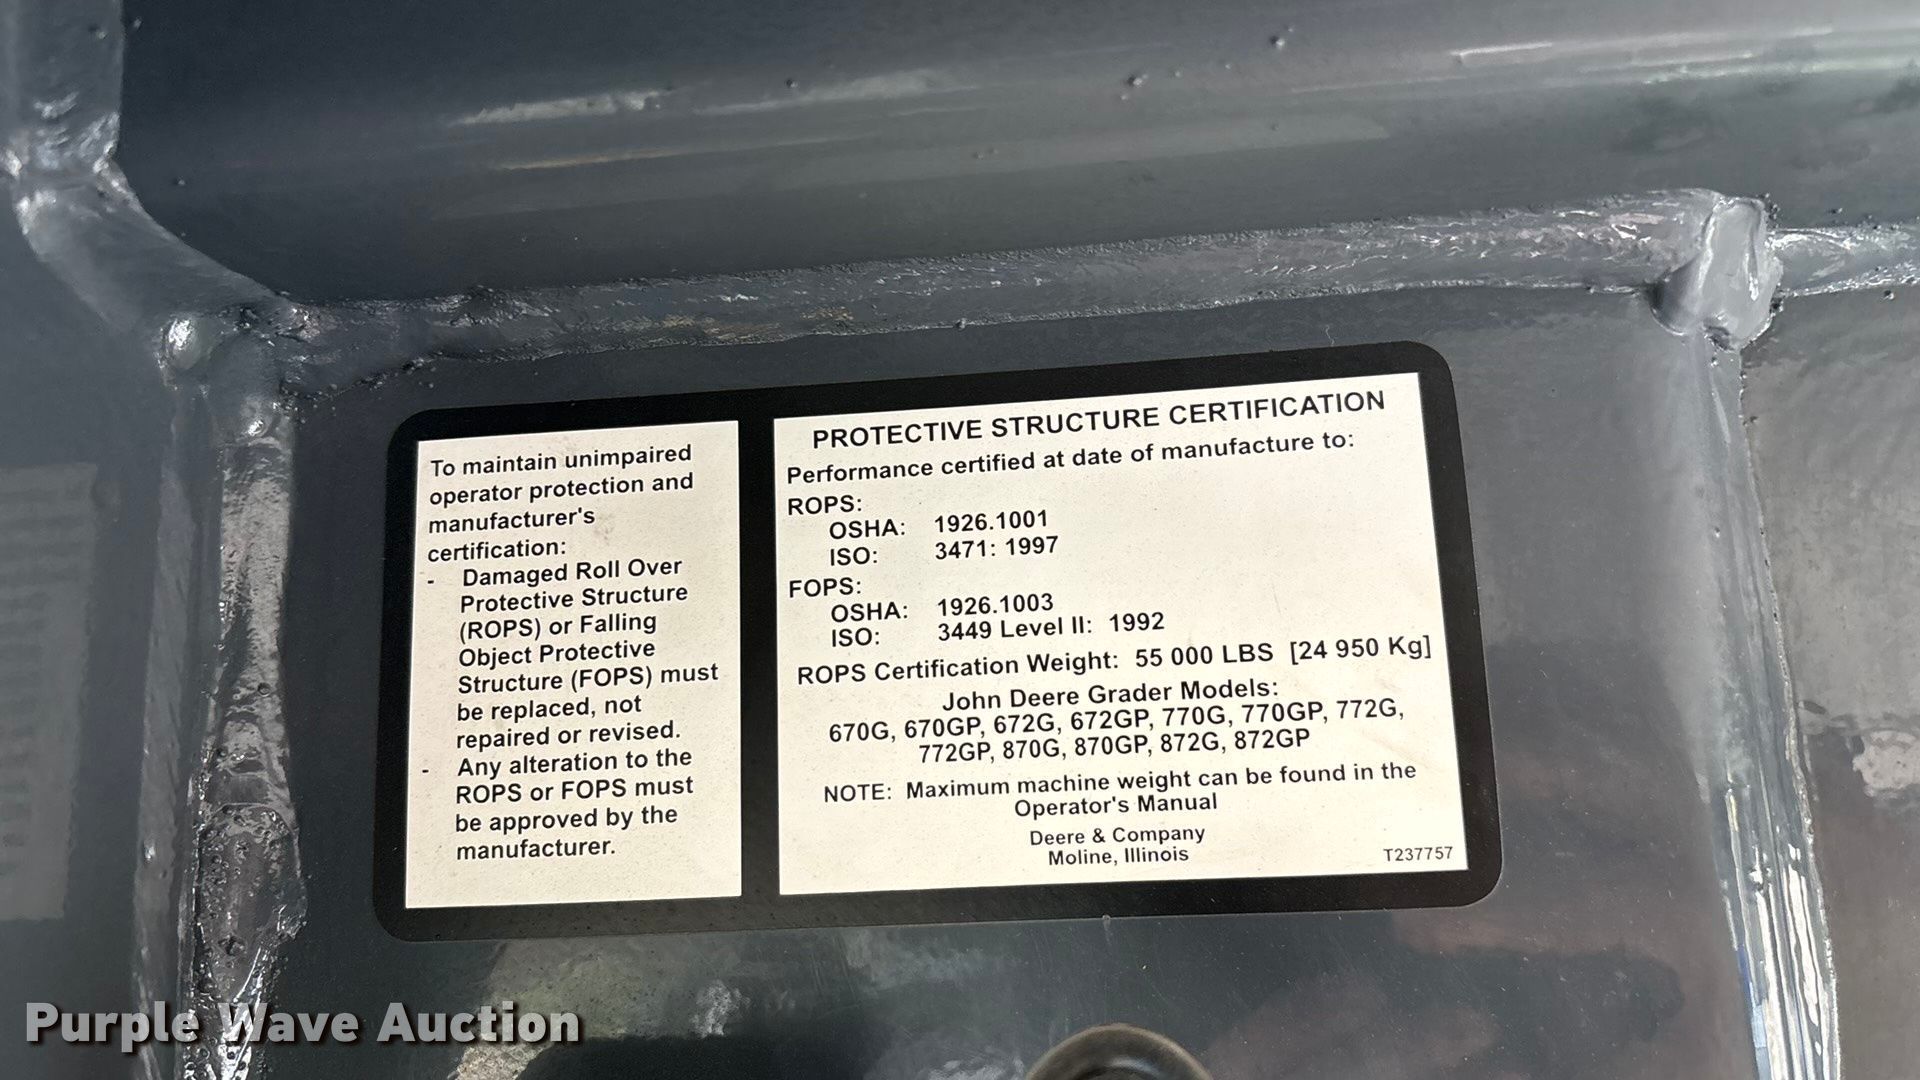 To maintain unimpaired
operator protection and
manufacturer's
certification:
- Damaged Roll Over
Protective Structure
(ROPS) or Falling
Object Protective
Structure (FOPS) must
be replaced, not
repaired or revised.
- Any alteration to the
ROPS or FOPS must
be approved by the
manufacturer.
PROTECTIVE STRUCTURE CERTIFICATION
Performance certified at date of manufacture to:
ROPS:
OSHA: 1926.1001
ISO: 3471: 1997
FOPS:
OSHA: 1926.1003
ISO: 3449 Level II: 1992
ROPS Certification Weight: 55 000 LBS [24 950 Kg]
John Deere Grader Models:
670G, 670GP, 672G, 672GP, 770G, 770GP, 772G,
772GP, 870G, 870GP, 872G, 872GP
NOTE: Maximum machine weight can be found in the
Operator's Manual
Deere & Company
Moline, Illinois
T237757
Purple Wave Auction